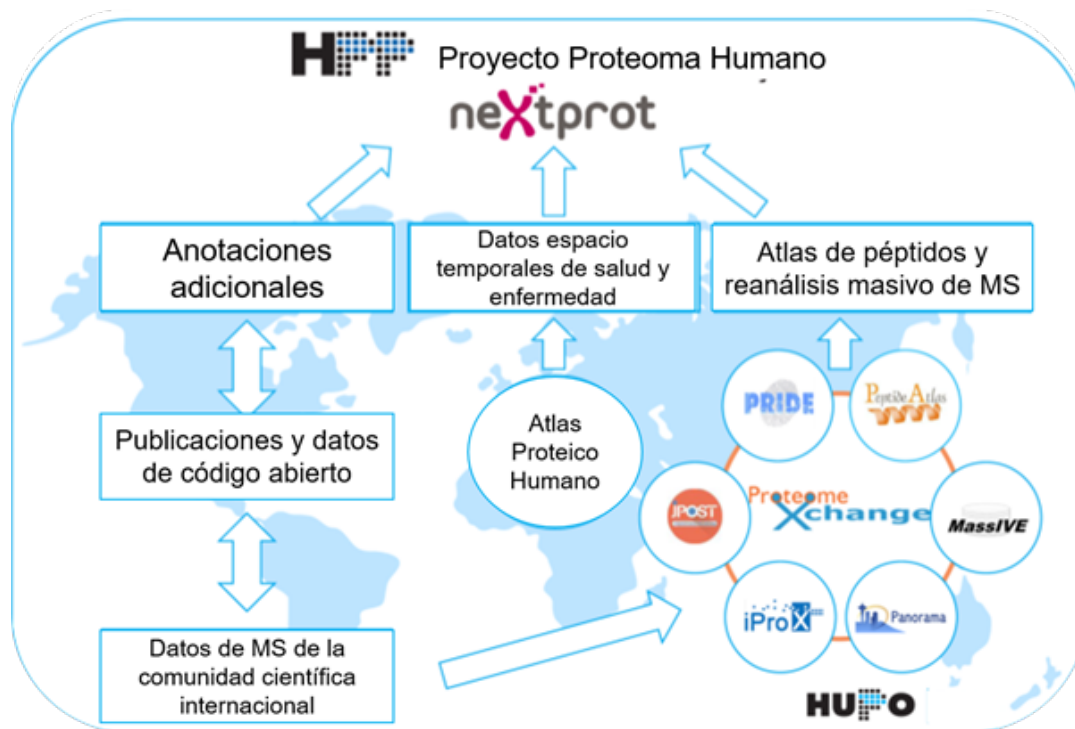 HPP Proyecto Proteoma Humano
neXtprot
Anotaciones
adicionales
Datos espacio
temporales de salud y
enfermedad
Atlas de péptidos y
reanálisis masivo de MS
Publicaciones y datos
de código abierto
Atlas
Proteico
Humano
PRIDE
PeptideAtlas
JPOST
Proteome
Xchange
MassIVE
iProX
Panorama
Datos de MS de la
comunidad científica
internacional
HUPO